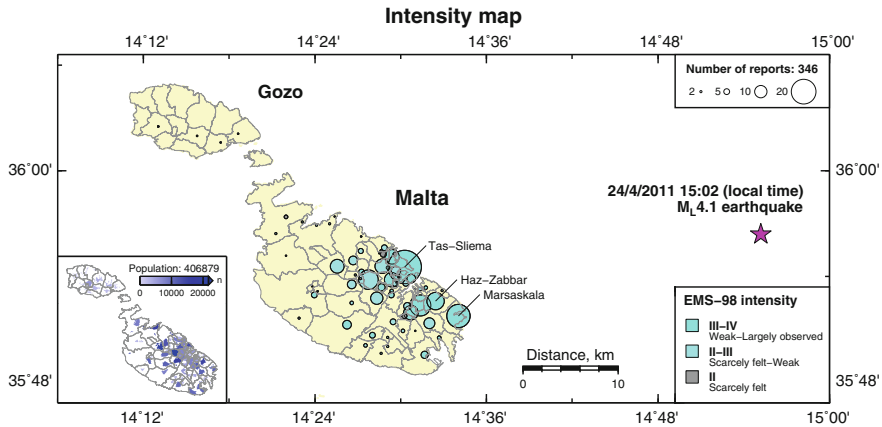 Intensity map
14˚12' 14˚24' 14˚36' 14˚48' 15˚00'
Number of reports: 346
2 5 10 20
Gozo
36˚00' 36˚00'
24/4/2011 15:02 (local time)
ML4.1 earthquake
Malta
Tas–Sliema
Haz–Zabbar
Marsaskala
Population: 406879
n
0 10000 20000
EMS–98 intensity
III–IV
Weak–Largely observed
II–III
Scarcely felt–Weak
II
Scarcely felt
Distance, km
0 10
35˚48' 35˚48'
14˚12' 14˚24' 14˚36' 14˚48' 15˚00'